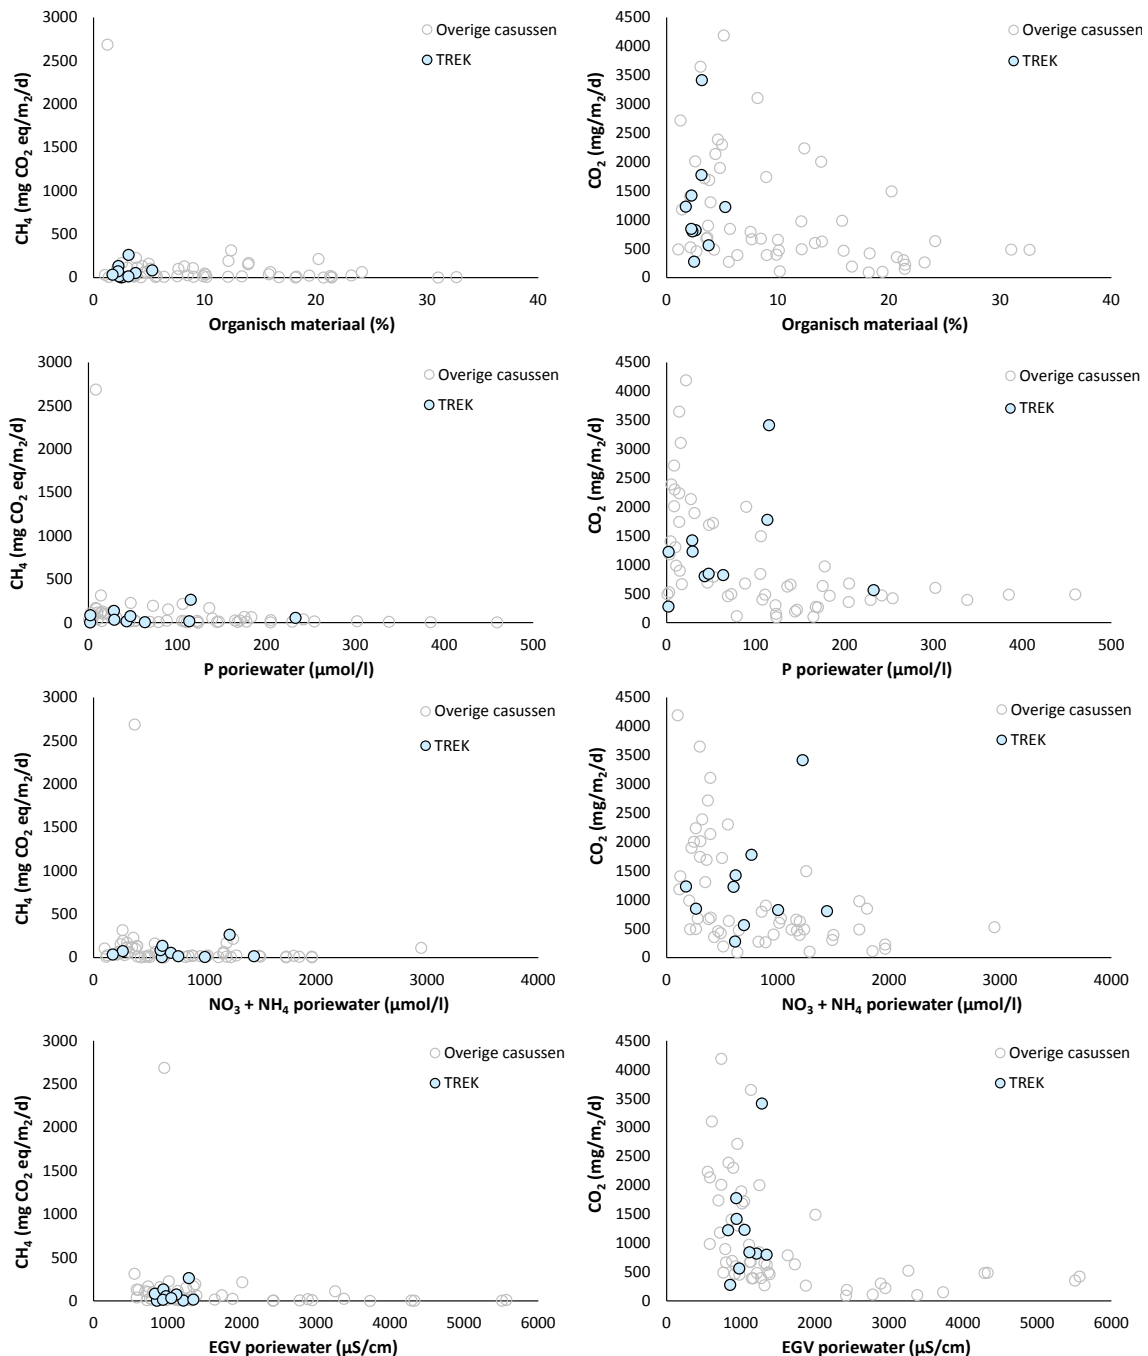 3000
2500
2000
1500
1000
500
0
CH₄ (mg CO₂ eq/m₂/d)
Overige casussen
TREK
0 10 20 30 40
Organisch materiaal (%)
4500
4000
3500
3000
2500
2000
1500
1000
500
0
CO₂ (mg/m₂/d)
Overige casussen
TREK
0 10 20 30 40
Organisch materiaal (%)
3000
2500
2000
1500
1000
500
0
CH₄ (mg CO₂ eq/m₂/d)
Overige casussen
TREK
0 100 200 300 400 500
P poriewater (μmol/l)
4500
4000
3500
3000
2500
2000
1500
1000
500
0
CO₂ (mg/m₂/d)
Overige casussen
TREK
0 100 200 300 400 500
P poriewater (μmol/l)
3000
2500
2000
1500
1000
500
0
CH₄ (mg CO₂ eq/m₂/d)
Overige casussen
TREK
0 1000 2000 3000 4000
NO₃ + NH₄ poriewater (μmol/l)
4500
4000
3500
3000
2500
2000
1500
1000
500
0
CO₂ (mg/m₂/d)
Overige casussen
TREK
0 1000 2000 3000 4000
NO₃ + NH₄ poriewater (μmol/l)
3000
2500
2000
1500
1000
500
0
CH₄ (mg CO₂ eq/m₂/d)
Overige casussen
TREK
0 1000 2000 3000 4000 5000 6000
EGV poriewater (μS/cm)
4500
4000
3500
3000
2500
2000
1500
1000
500
0
CO₂ (mg/m₂/d)
Overige casussen
TREK
0 1000 2000 3000 4000 5000 6000
EGV poriewater (μS/cm)